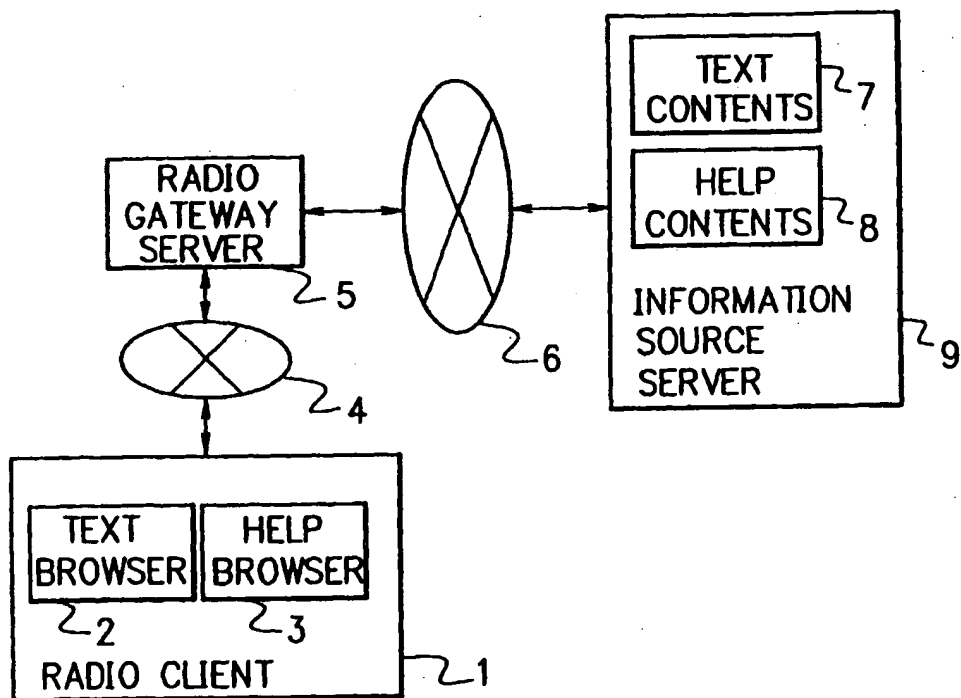 TEXT
CONTENTS
7
HELP
CONTENTS
8
INFORMATION
SOURCE
SERVER
9
RADIO
GATEWAY
SERVER
5
6
4
TEXT
BROWSER
2
HELP
BROWSER
3
RADIO CLIENT
1